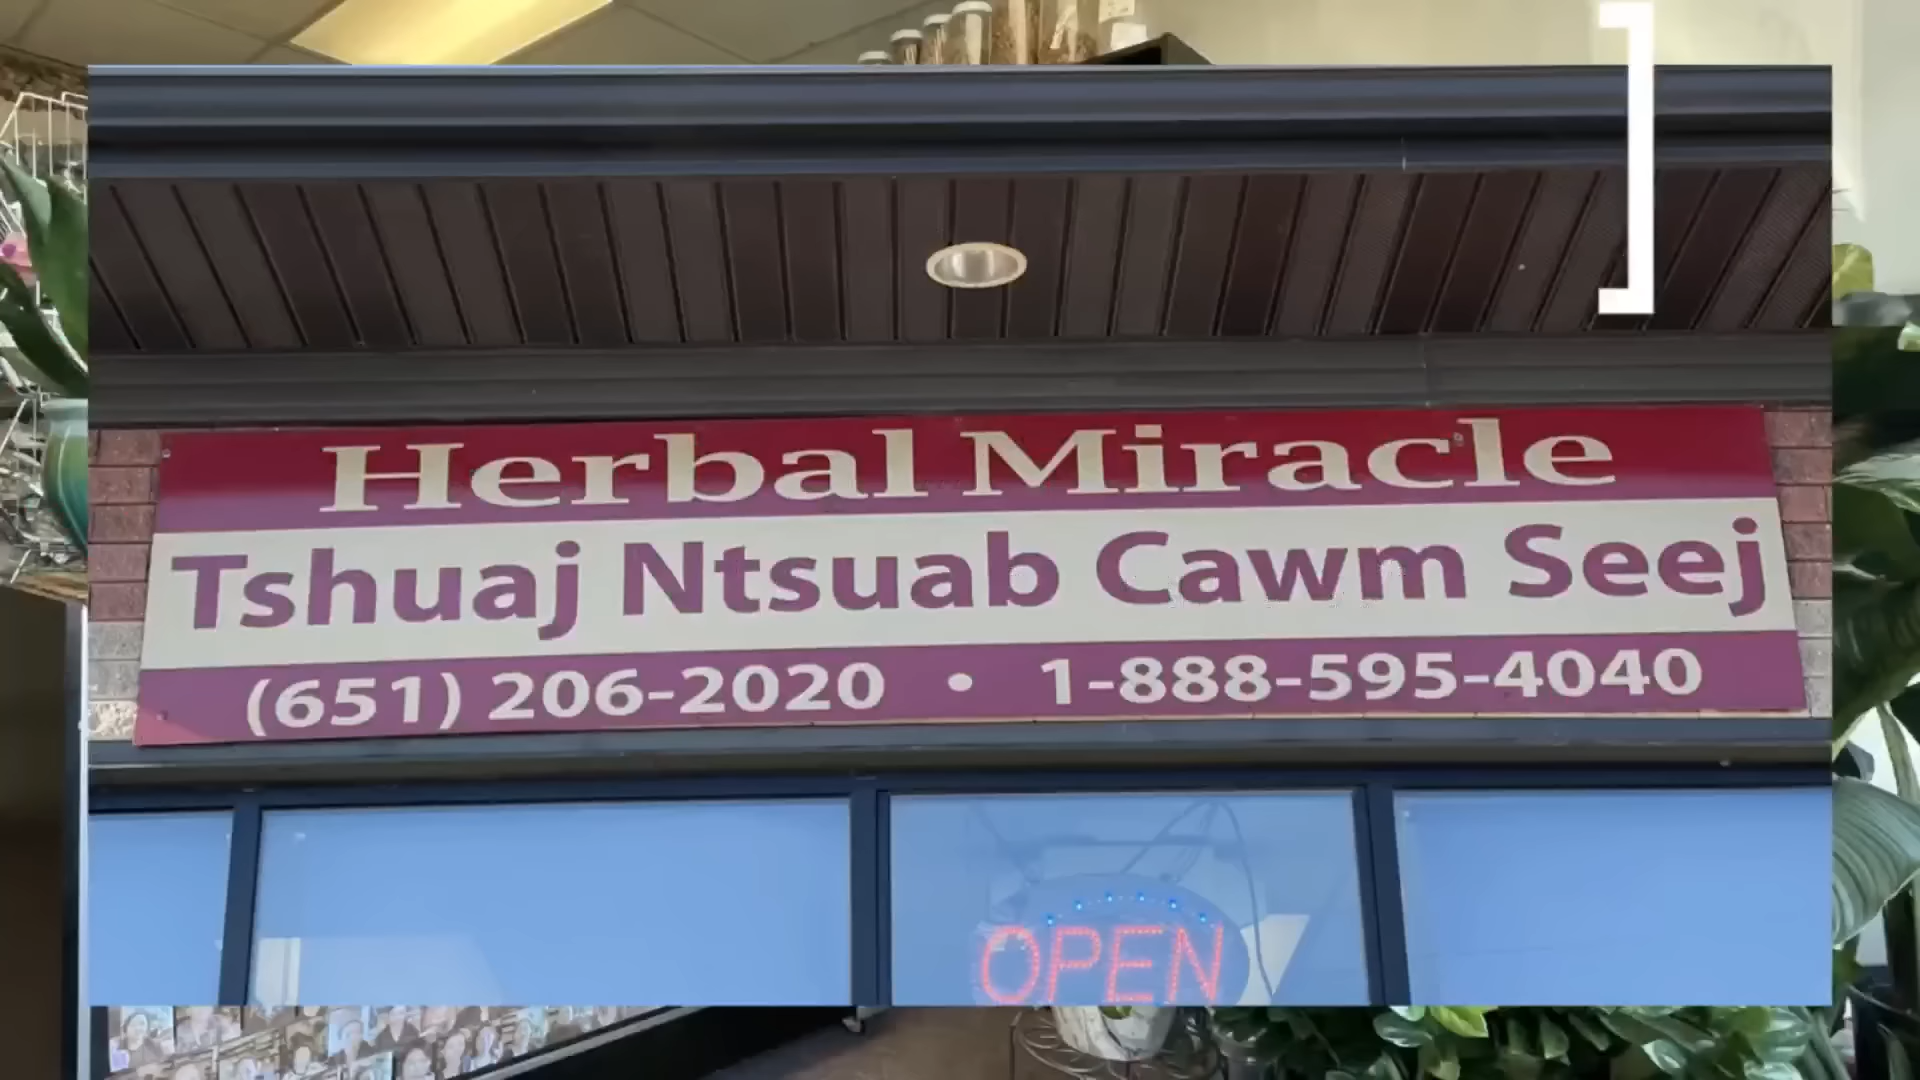 Herbal Miracle
Tshuaj Ntsuab Cawm Seej
(651) 206-2020 • 1-888-595-4040
OPEN